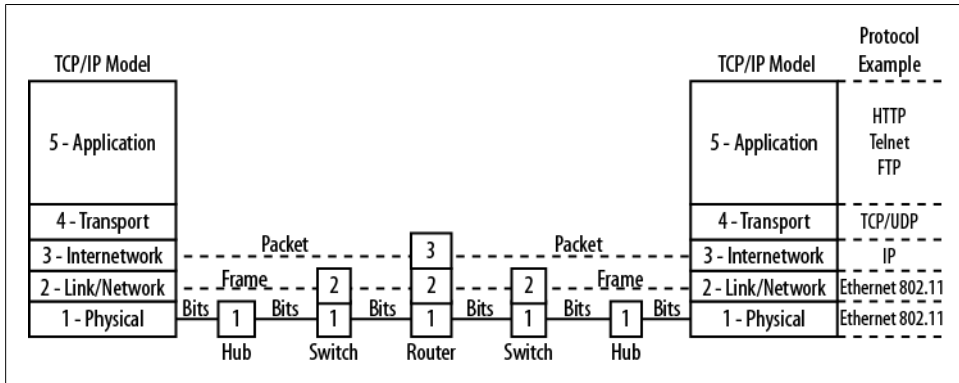 Protocol
TCP/IP Model TCP/IP Model Example
5 - Application 5 - Application HTTP
Telnet
FTP
4 - Transport 4 - Transport TCP/UDP
3 - Internetwork Packet 3 Packet 3 - Internetwork IP
2 - Link/Network Frame 2 2 2 Frame 2 - Link/Network Ethernet 802.11
1 - Physical Bits 1 Bits 1 Bits 1 Bits 1 Bits 1 Bits 1 - Physical Ethernet 802.11
Hub Switch Router Switch Hub